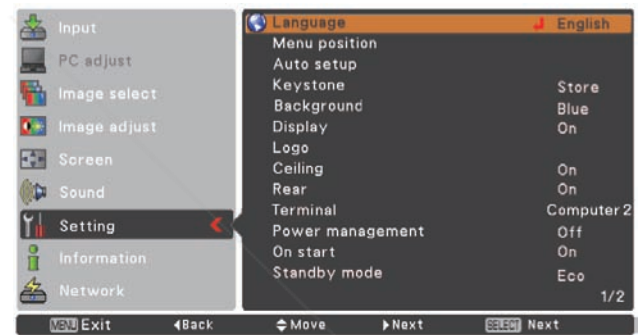 Input
PC adjust
Image select
Image adjust
Screen
Sound
Setting
Information
Network
Language English
Menu position
Auto setup
Keystone Store
Background Blue
Display On
Logo
Ceiling On
Rear On
Terminal Computer 2
Power management Off
On start On
Standby mode Eco
1/2
MENU Exit Back Move Next SELECT Next